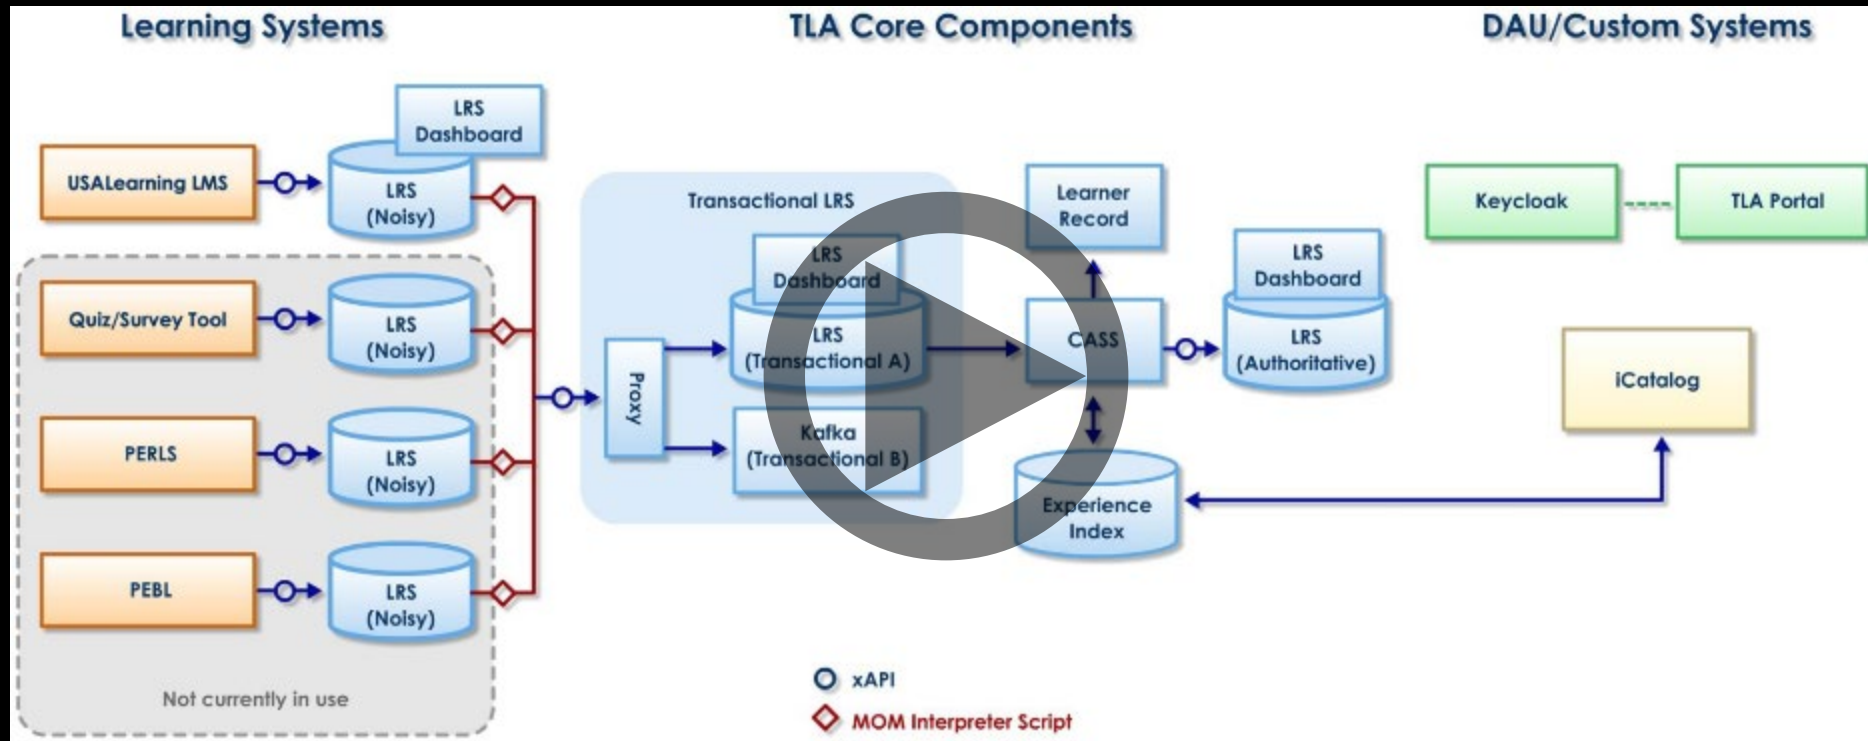 Learning Systems
TLA Core Components
DAU/Custom Systems
LRS
Dashboard
USALearning LMS
LRS
(Noisy)
Quiz/Survey Tool
LRS
(Noisy)
PERLS
LRS
(Noisy)
PEBL
LRS
(Noisy)
Not currently in use
Transactional LRS
Proxy
LRS
Dashboard
LRS
(Transactional A)
Kafka
(Transactional B)
Learner
Record
CASS
Experience
Index
LRS
Dashboard
LRS
(Authoritative)
Keycloak
TLA Portal
iCatalog
xAPI
MOM Interpreter Script